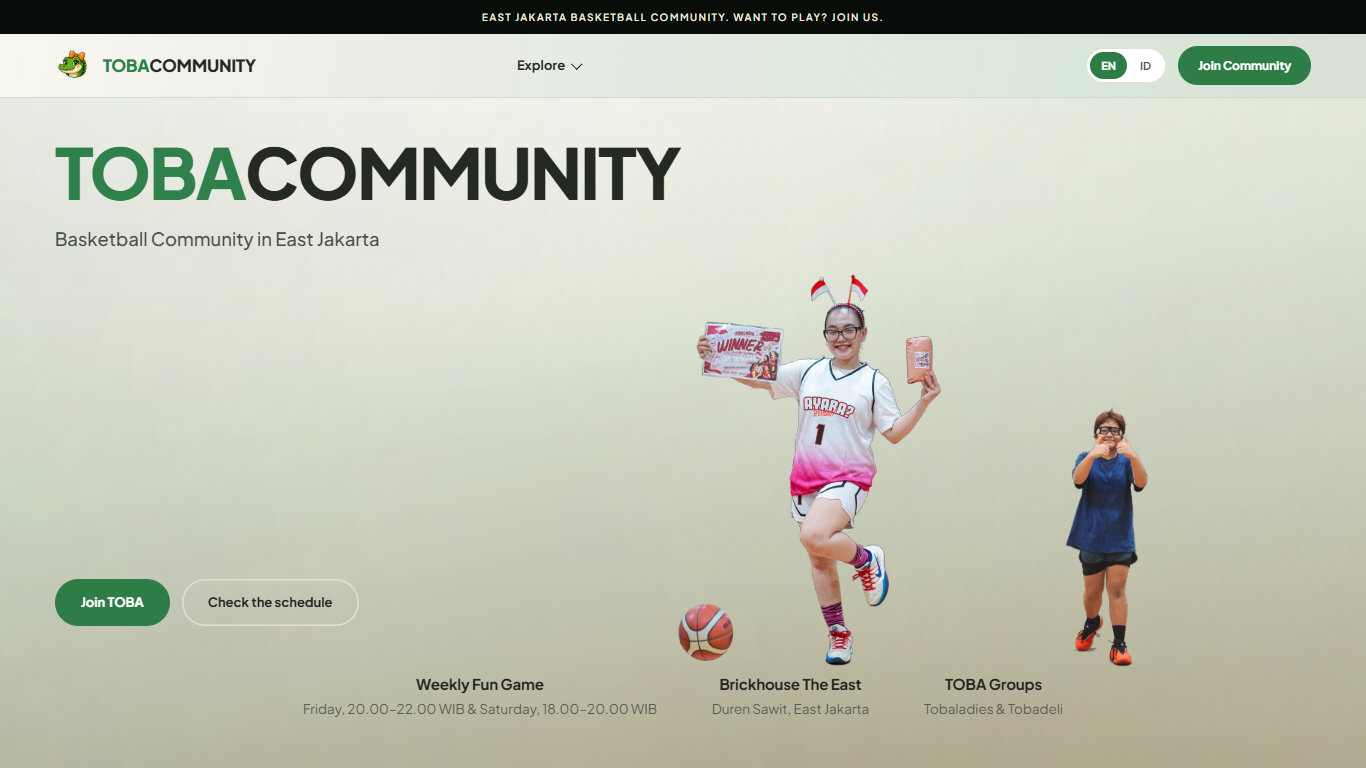 EAST JAKARTA BASKETBALL COMMUNITY. WANT TO PLAY? JOIN US.
TOBACOMMUNITY
Explore
EN
ID
Join Community
TOBACOMMUNITY
Basketball Community in East Jakarta
WINNER
AYARA?
1
Join TOBA
Check the schedule
Weekly Fun Game
Friday, 20.00–22.00 WIB & Saturday, 18.00–20.00 WIB
Brickhouse The East
Duren Sawit, East Jakarta
TOBA Groups
Tobaladies & Tobadeli